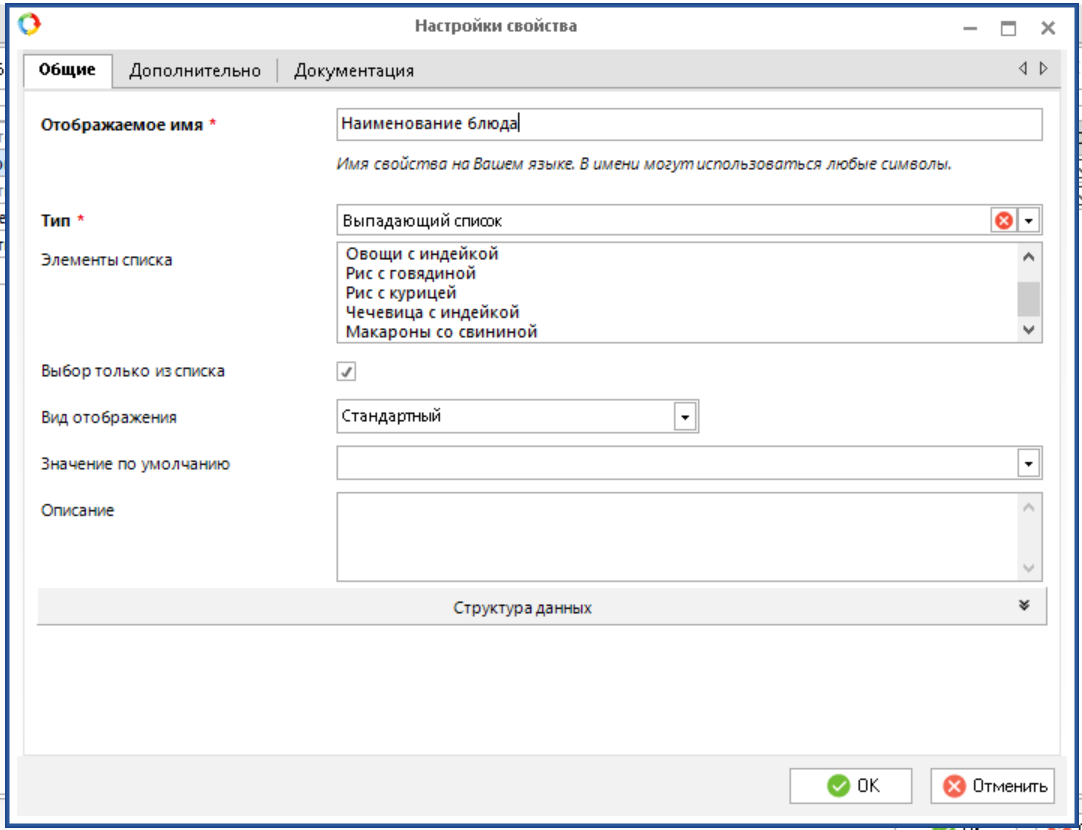 Настройки свойства
Общие Дополнительно Документация
Отображаемое имя * Наименование блюда
Имя свойства на Вашем языке. В имени могут использоваться любые символы.
Тип * Выпадающий список
Элементы списка
Овощи с индейкой
Рис с говядиной
Рис с курицей
Чечевица с индейкой
Макароны со свининой
Выбор только из списка
Вид отображения Стандартный
Значение по умолчанию
Описание
Структура данных
OK Отменить